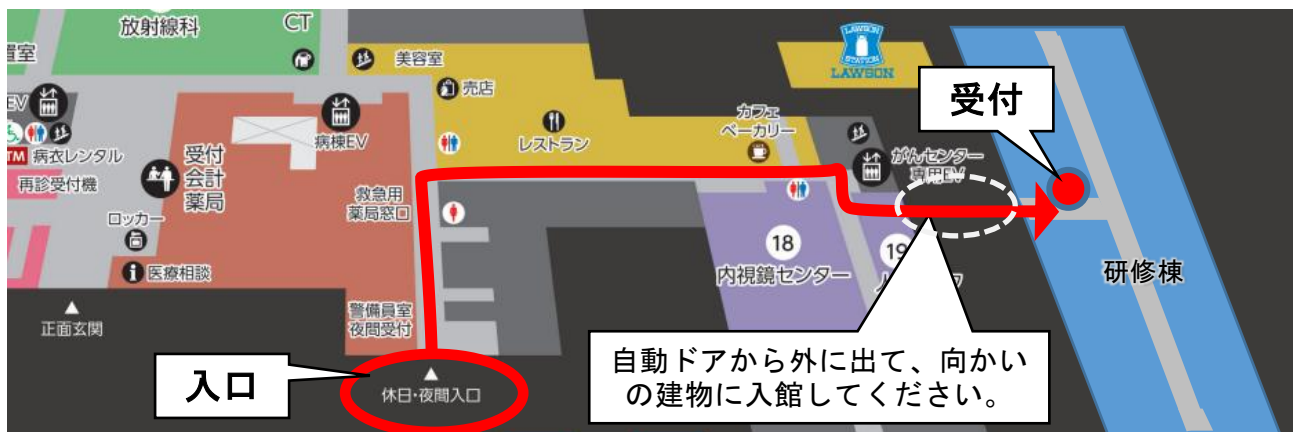 放射線科
CT
置室
美容室
売店
LAWSON
STATION
LAWSON
受付
EV
病棟EV
レストラン
カフェ
ベーカリー
TM 病衣レンタル
再診受付機
受付
会計
薬局
救急用
薬局窓口
がんセンター
専用EV
ロッカー
医療相談
18
内視鏡センター
19
研修棟
正面玄関
警備員室
夜間受付
入口
休日・夜間入口
自動ドアから外に出て、向かい
の建物に入館してください。